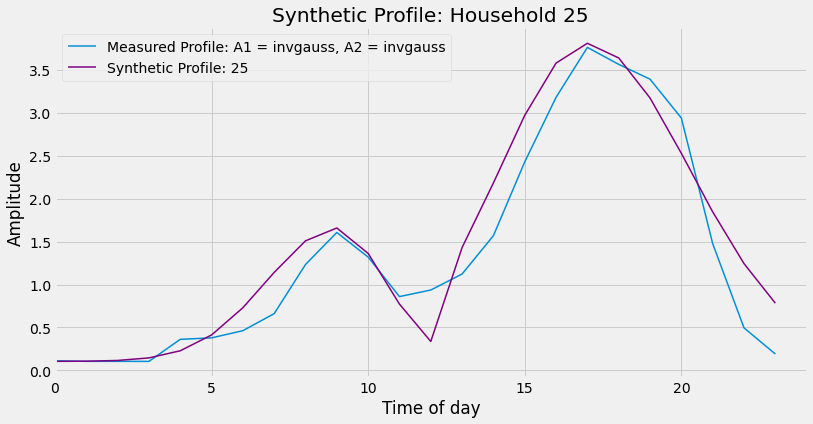 Synthetic Profile: Household 25
Measured Profile: A1 = invgauss, A2 = invgauss
Synthetic Profile: 25
3.5
3.0
2.5
2.0
1.5
1.0
0.5
0.0
Amplitude
0 5 10 15 20
Time of day